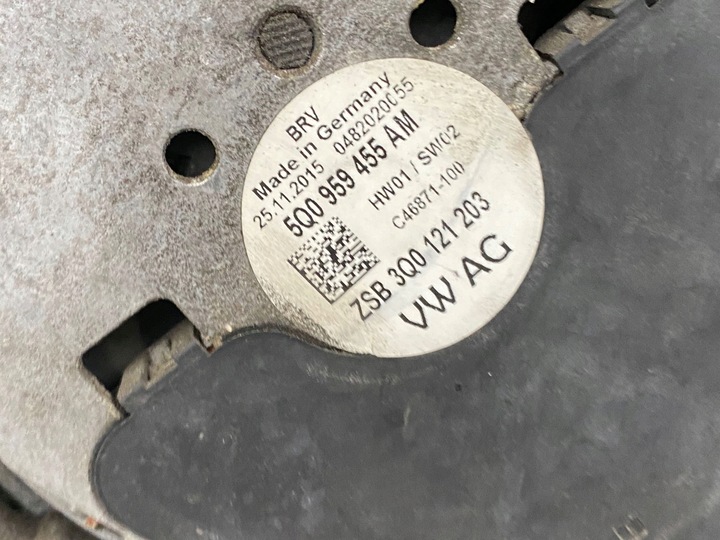 BRV
Made in Germany
25.11.2015 0482020055
5Q0 959 455 AM
HW01 / SW02
C46871-100
ZSB 3Q0 121 203
VW AG